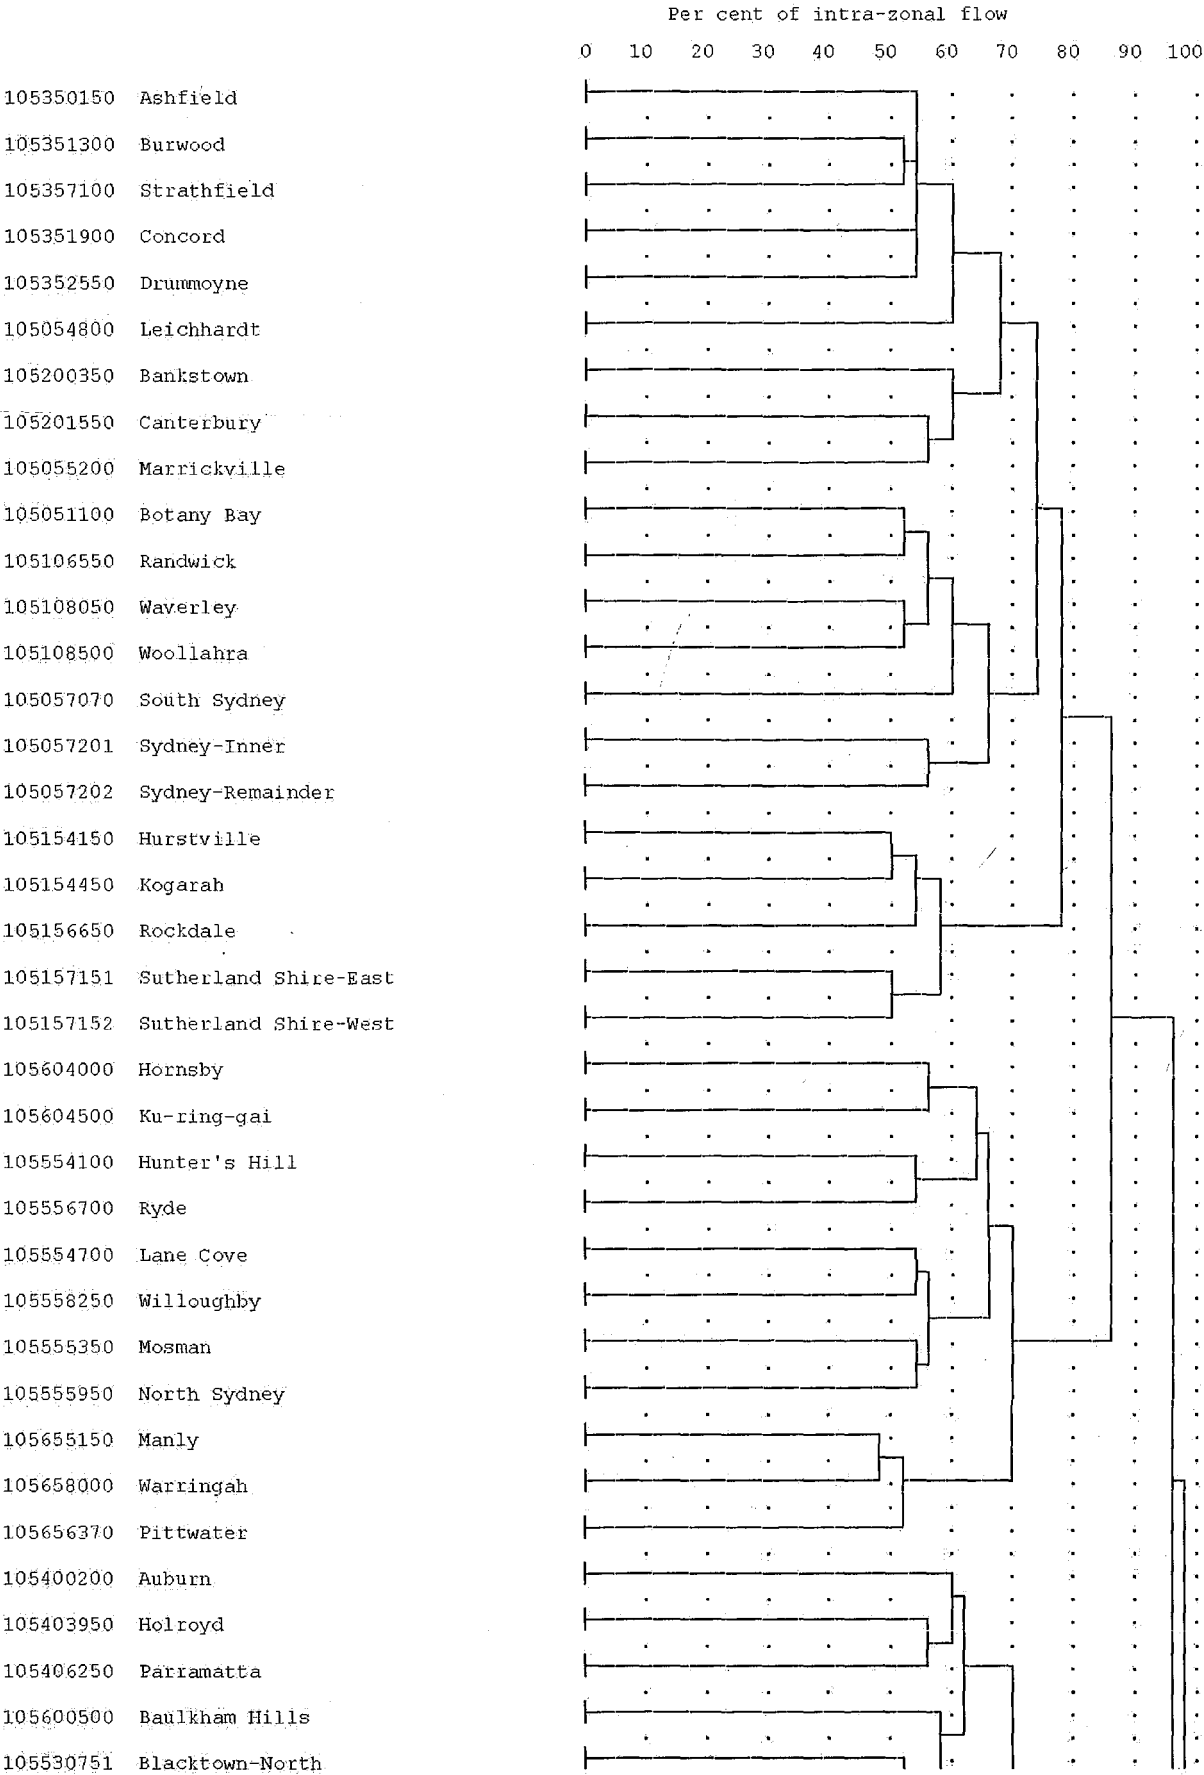 Per cent of intra-zonal flow
0 10 20 30 40 50 60 70 80 90 100
105350150 Ashfield
105351300 Burwood
105357100 Strathfield
105351900 Concord
105352550 Drummoyne
105054800 Leichhardt
105200350 Bankstown
105201550 Canterbury
105055200 Marrickville
105051100 Botany Bay
105106550 Randwick
105108050 Waverley
105108500 Woollahra
105057070 South Sydney
105057201 Sydney-Inner
105057202 Sydney-Remainder
105154150 Hurstville
105154450 Kogarah
105156650 Rockdale
105157151 Sutherland Shire-East
105157152 Sutherland Shire-West
105604000 Hornsby
105604500 Ku-ring-gai
105554100 Hunter's Hill
105556700 Ryde
105554700 Lane Cove
105558250 Willoughby
105555350 Mosman
105555950 North Sydney
105655150 Manly
105658000 Warringah
105656370 Pittwater
105400200 Auburn
105403950 Holroyd
105406250 Parramatta
105600500 Baulkham Hills
105530751 Blacktown-North